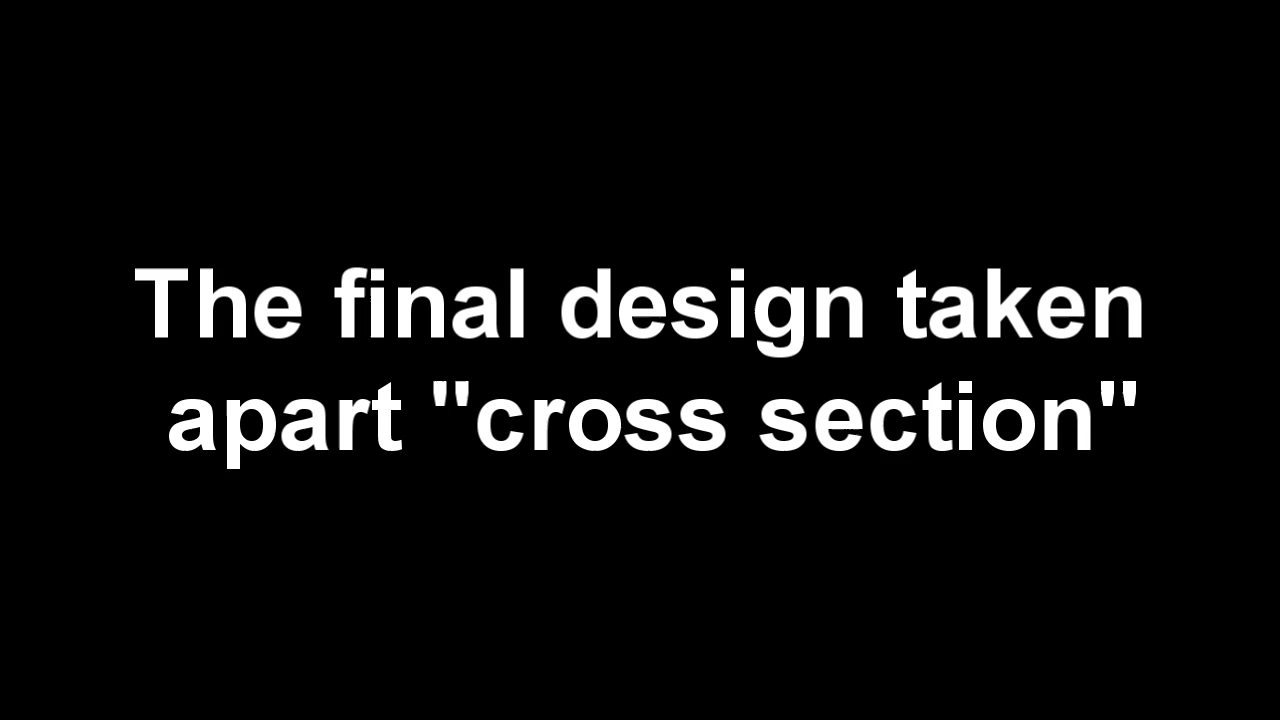 The final design taken
apart "cross section"